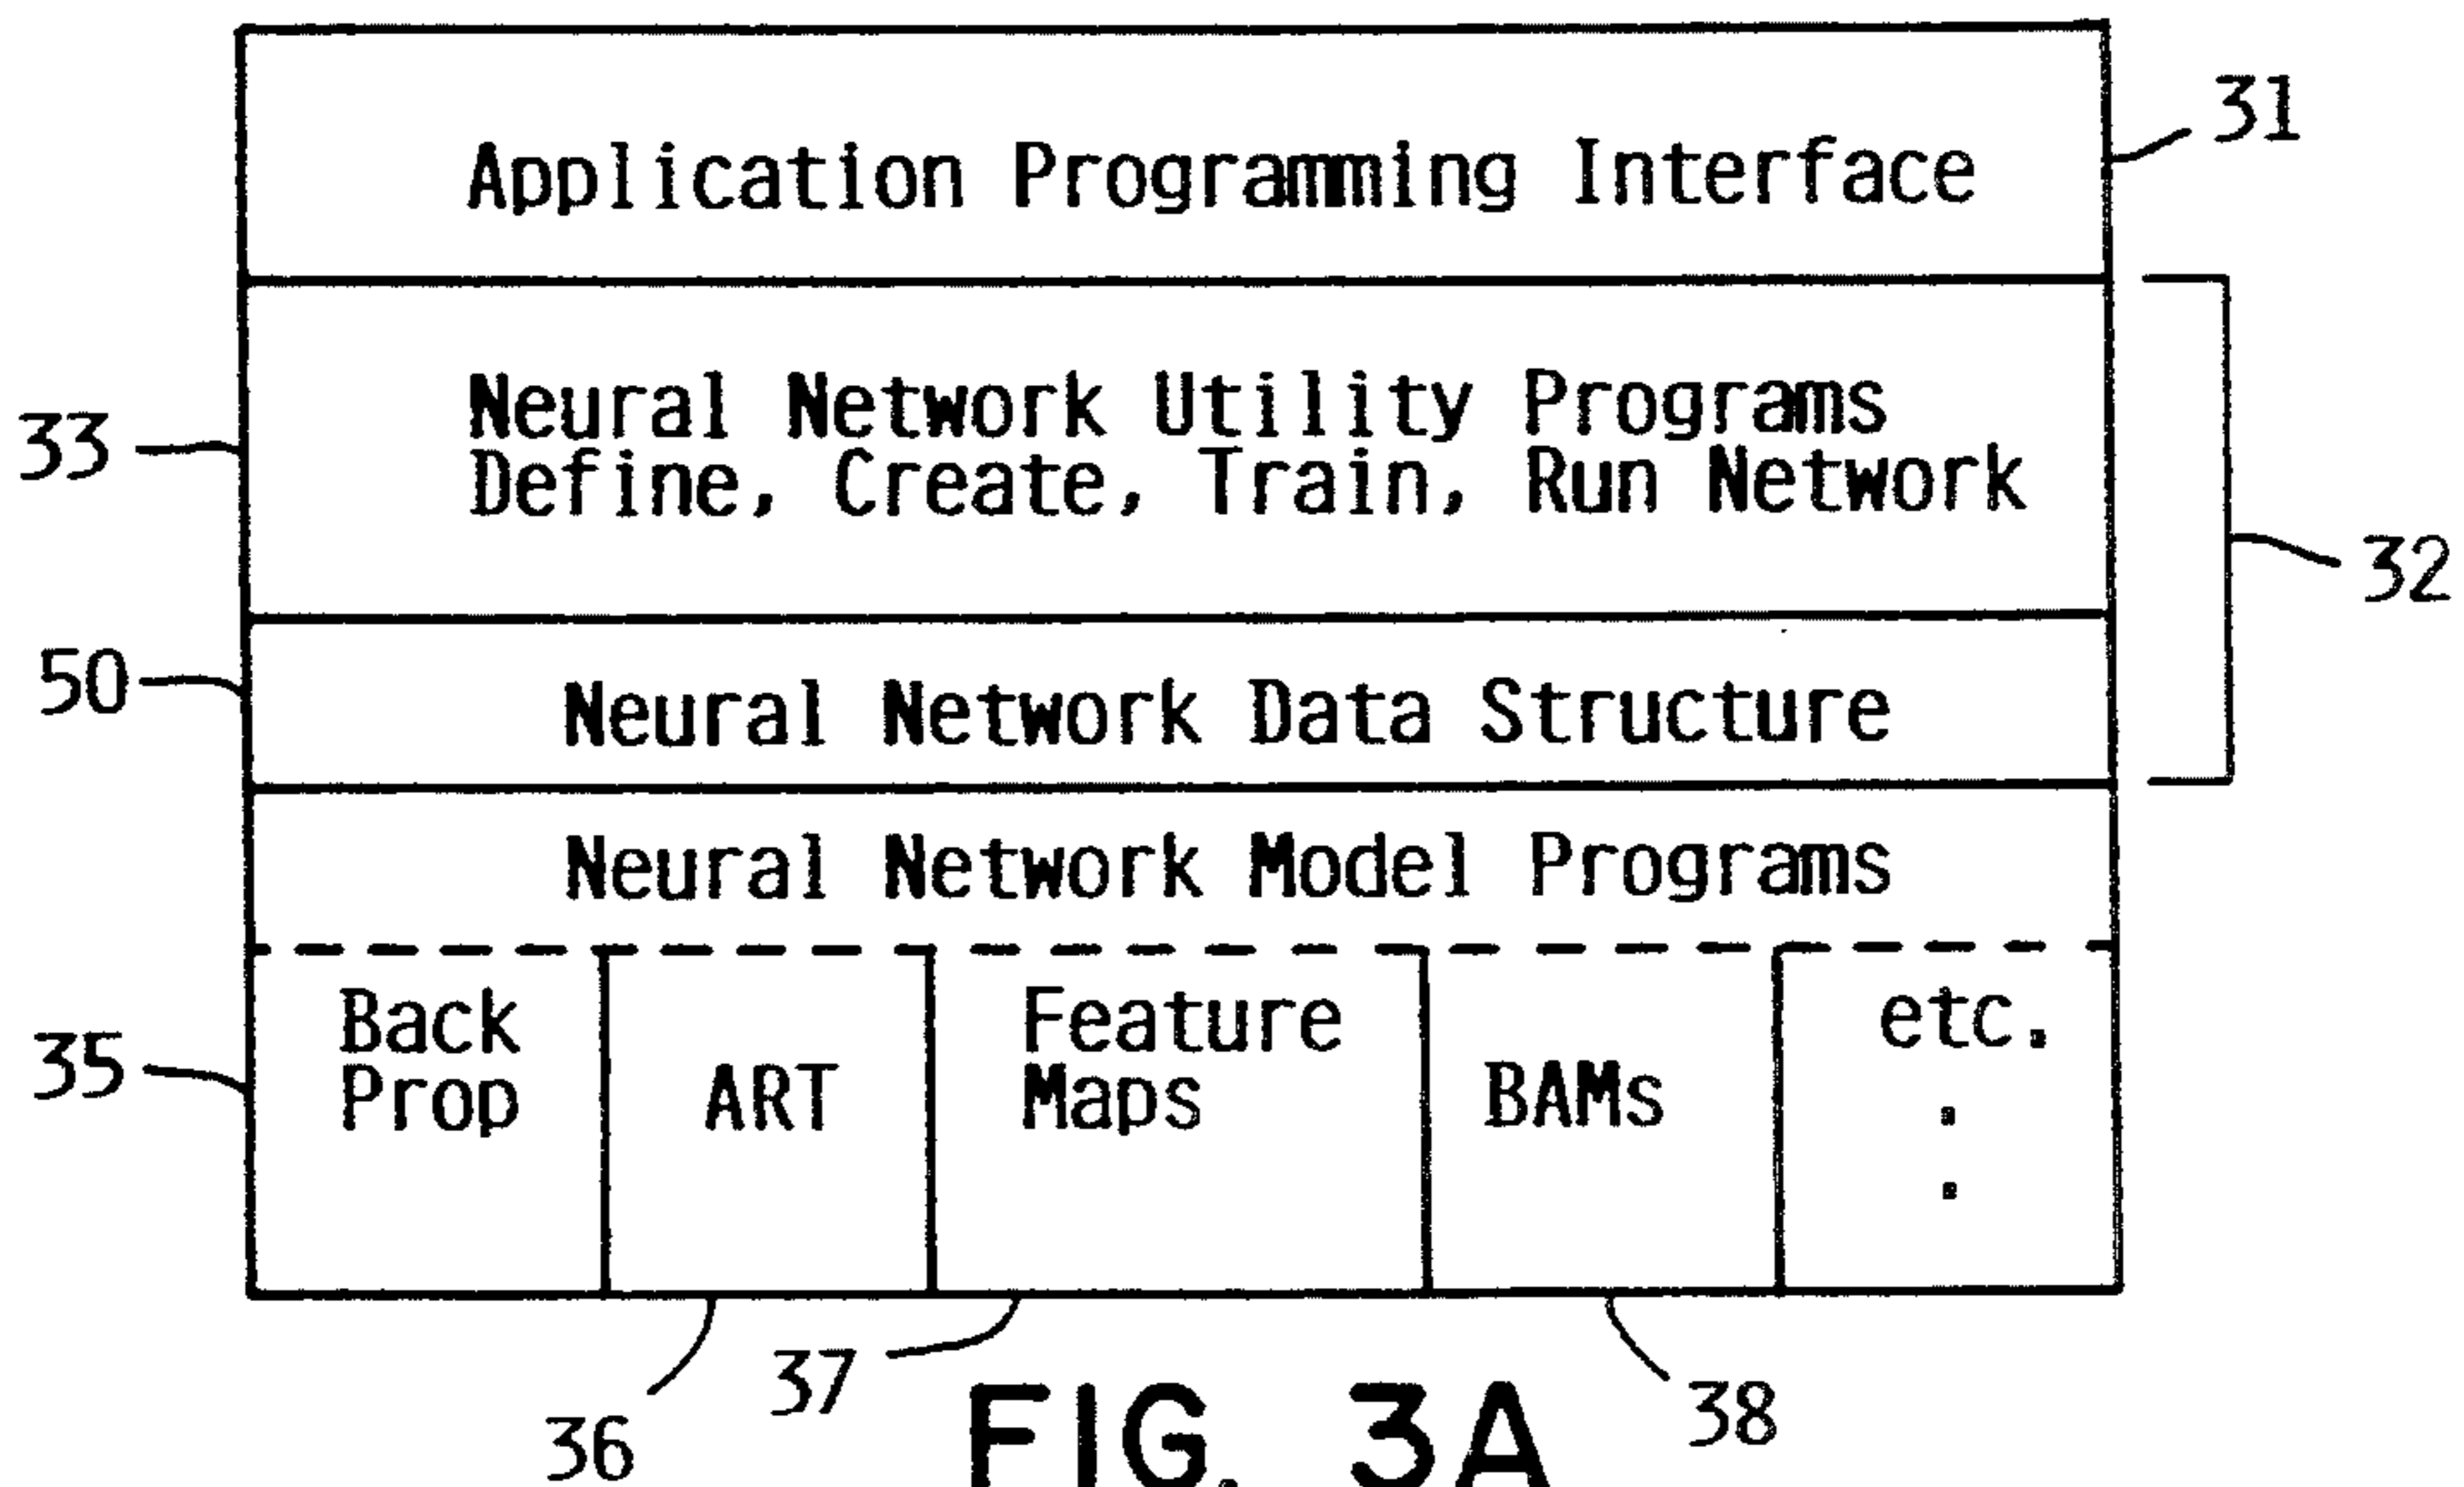 Application Programming Interface
31
Neural Network Utility Programs
Define, Create, Train, Run Network
33
32
50
Neural Network Data Structure
Neural Network Model Programs
Back
Prop
ART
Feature
Maps
BAMs
etc.
.
.
35
36
37
38
FIG. 3A